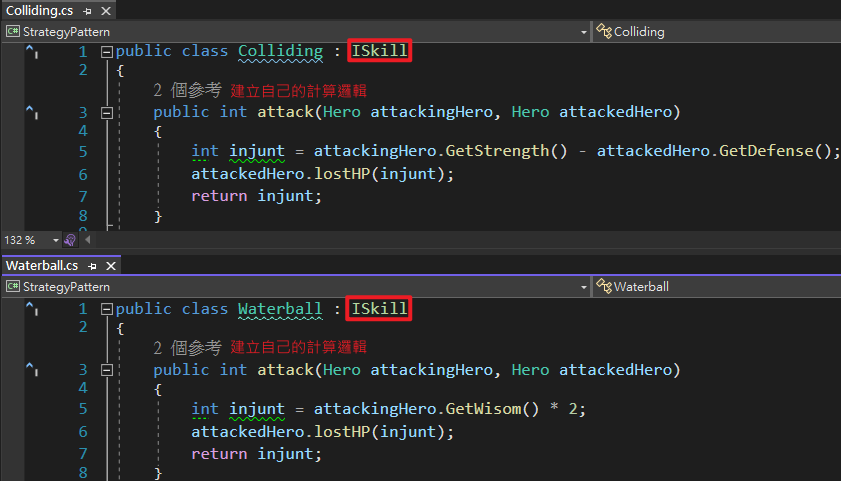 Colliding.cs
C# StrategyPattern Colliding
1 public class Colliding : ISkill
2 {
2 個參考 建立自己的計算邏輯
3 public int attack(Hero attackingHero, Hero attackedHero)
4 {
5 int injunt = attackingHero.GetStrength() - attackedHero.GetDefense();
6 attackedHero.lostHP(injunt);
7 return injunt;
8 }
132 %
Waterball.cs
C# StrategyPattern Waterball
1 public class Waterball : ISkill
2 {
2 個參考 建立自己的計算邏輯
3 public int attack(Hero attackingHero, Hero attackedHero)
4 {
5 int injunt = attackingHero.GetWisom() * 2;
6 attackedHero.lostHP(injunt);
7 return injunt;
8 }